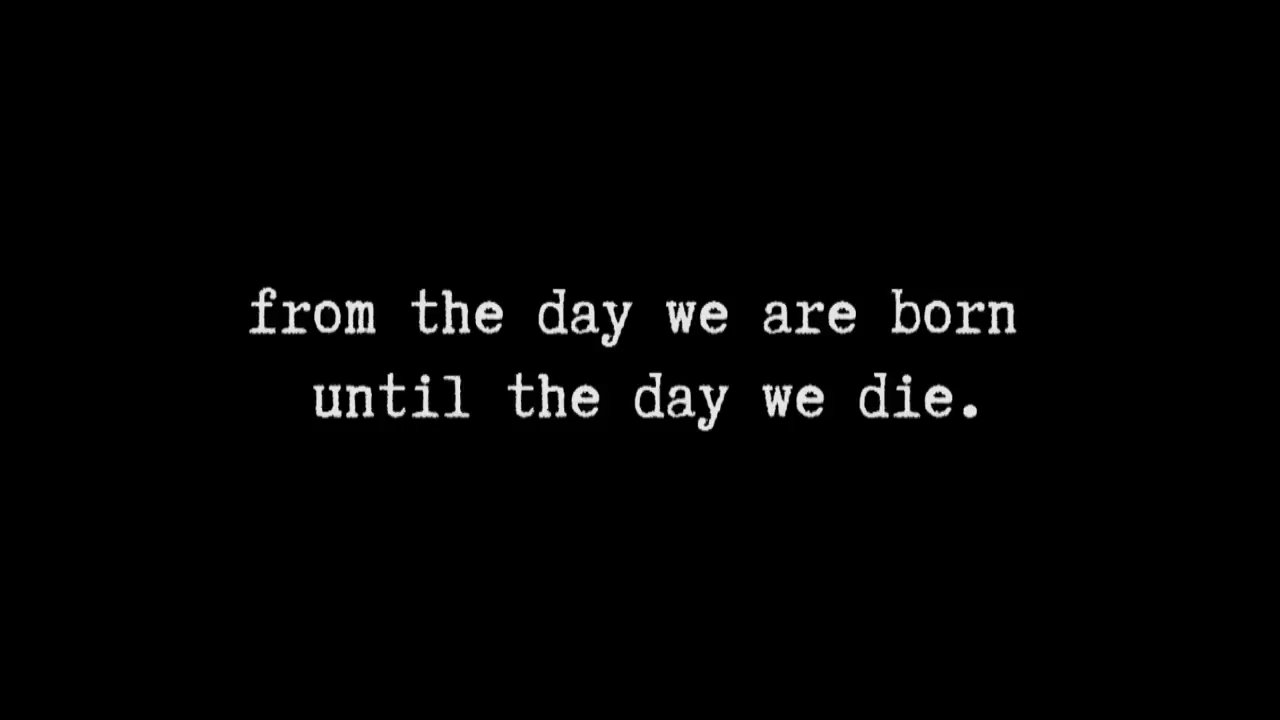 from the day we are born
until the day we die.